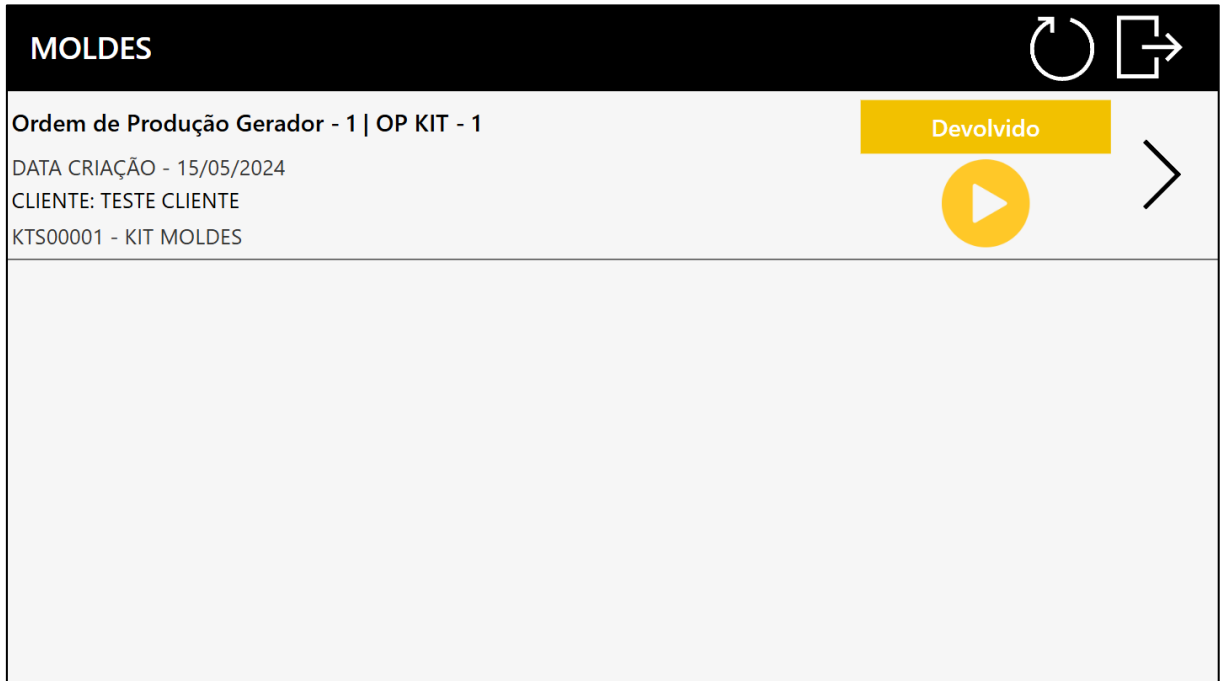 MOLDES
Ordem de Produção Gerador - 1 | OP KIT - 1
Devolvido
DATA CRIAÇÃO - 15/05/2024
CLIENTE: TESTE CLIENTE
KTS00001 - KIT MOLDES